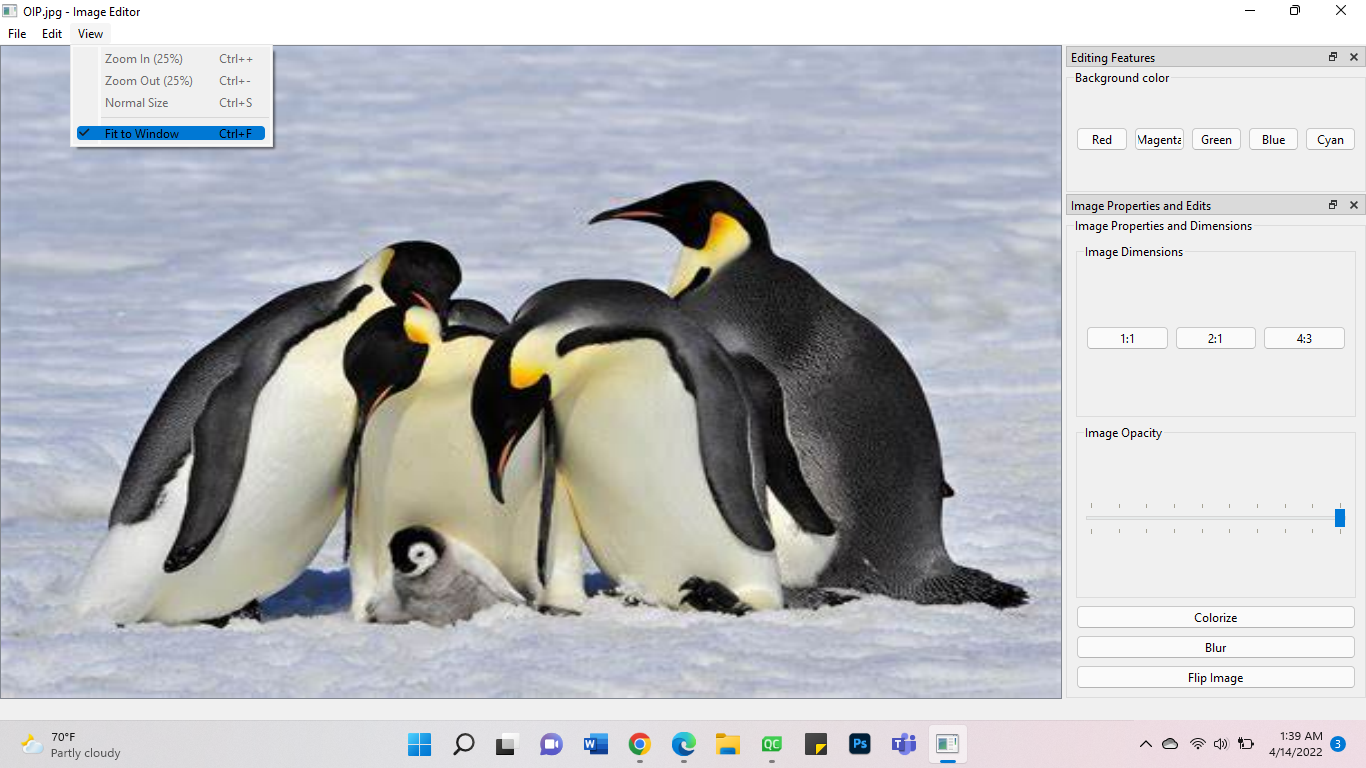 OIP.jpg - Image Editor
File Edit View
Zoom In (25%) Ctrl++
Zoom Out (25%) Ctrl+-
Normal Size Ctrl+S
Fit to Window Ctrl+F
Editing Features
Background color
Red Magenta Green Blue Cyan
Image Properties and Edits
Image Properties and Dimensions
Image Dimensions
1:1 2:1 4:3
Image Opacity
Colorize
Blur
Flip Image
70°F
Partly cloudy
W
QC
Ps
1:39 AM
4/14/2022
3